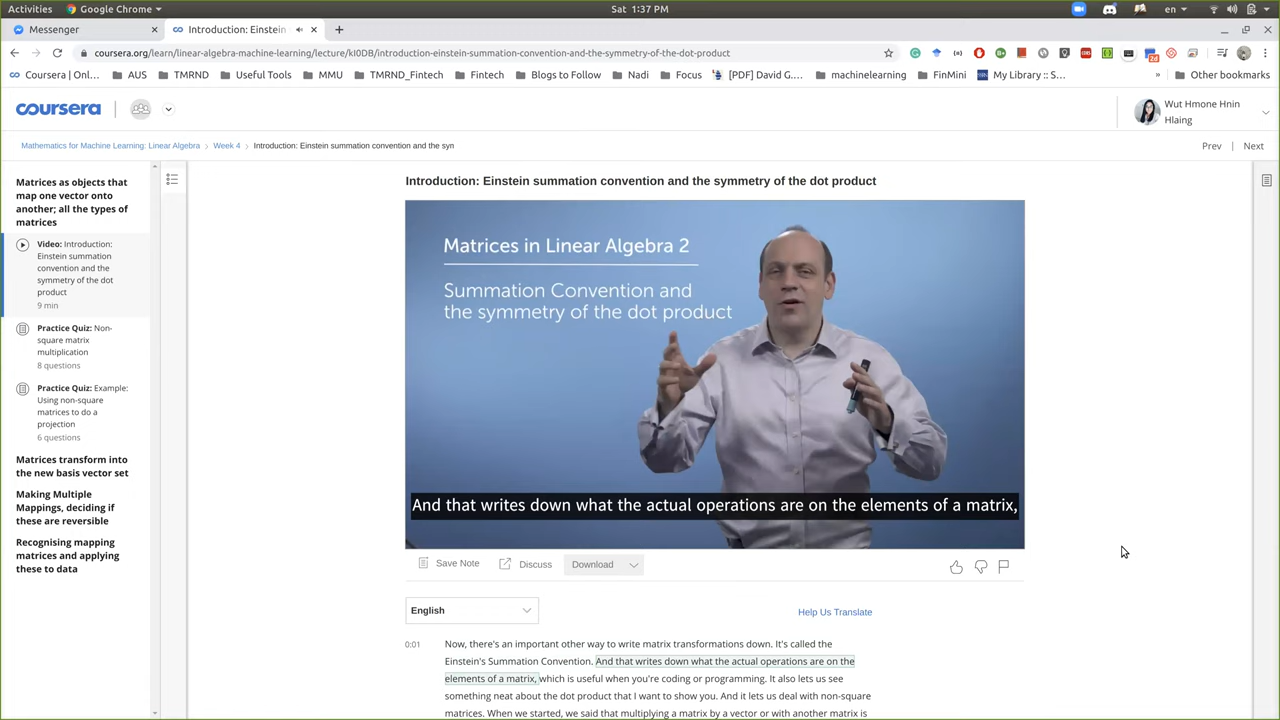 Activities Google Chrome Sat 1:37 PM en
Messenger Introduction: Einstein
coursera.org/learn/linear-algebra-machine-learning/lecture/kI0DB/introduction-einstein-summation-convention-and-the-symmetry-of-the-dot-product
Coursera | Onl... AUS TMRND Useful Tools MMU TMRND_Fintech Fintech Blogs to Follow Nadi Focus [PDF] David G.... machinelearning FinMini My Library :: S... » Other bookmarks
coursera
Wut Hmone Hnin
Hlaing
Mathematics for Machine Learning: Linear Algebra > Week 4 > Introduction: Einstein summation convention and the syn Prev Next
Matrices as objects that
map one vector onto
another; all the types of
matrices
Video: Introduction:
Einstein summation
convention and the
symmetry of the dot
product
9 min
Practice Quiz: Non-
square matrix
multiplication
8 questions
Practice Quiz: Example:
Using non-square
matrices to do a
projection
6 questions
Matrices transform into
the new basis vector set
Making Multiple
Mappings, deciding if
these are reversible
Recognising mapping
matrices and applying
these to data
Introduction: Einstein summation convention and the symmetry of the dot product
Matrices in Linear Algebra 2
Summation Convention and
the symmetry of the dot product
And that writes down what the actual operations are on the elements of a matrix,
Save Note Discuss Download
English Help Us Translate
0:01 Now, there's an important other way to write matrix transformations down. It's called the
Einstein's Summation Convention. And that writes down what the actual operations are on the
elements of a matrix, which is useful when you're coding or programming. It also lets us see
something neat about the dot product that I want to show you. And it lets us deal with non-square
matrices. When we started, we said that multiplying a matrix by a vector or with another matrix is